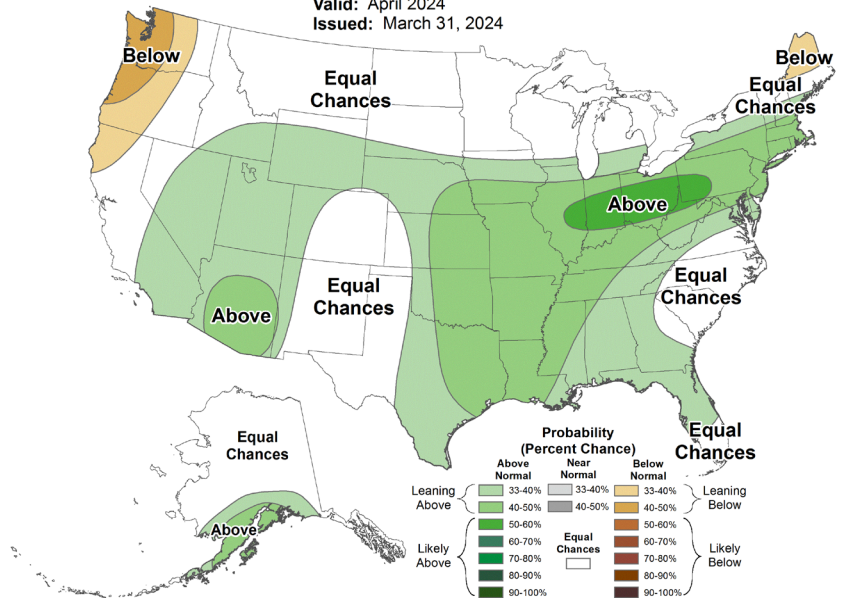 Valid: April 2024
Issued: March 31, 2024
Below
Equal
Chances
Below
Equal
Chances
Above
Equal
Chances
Above
Equal
Chances
Equal
Chances
Above
Equal
Chances
Probability
(Percent Chance)
Above
Normal
Near
Normal
Below
Normal
Leaning
Above
33-40%
33-40%
33-40%
Leaning
Below
40-50%
40-50%
40-50%
Likely
Above
50-60%
60-70%
70-80%
80-90%
90-100%
Equal
Chances
50-60%
60-70%
70-80%
80-90%
90-100%
Likely
Below